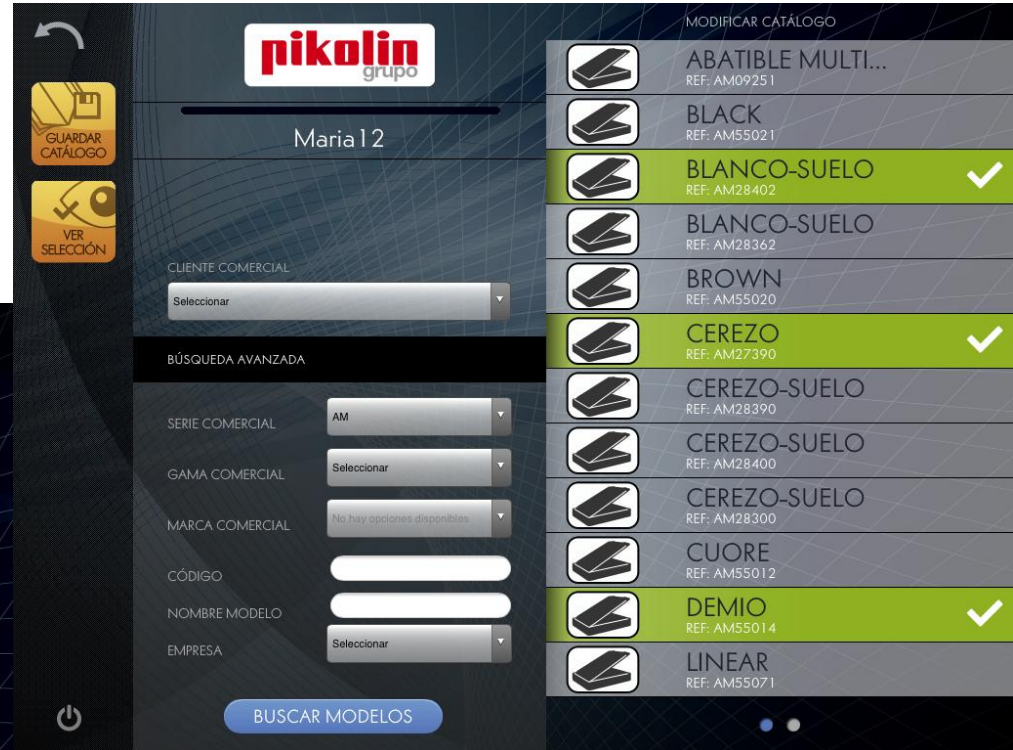 GUARDAR
CATÁLOGO
VER
SELECCIÓN
pikolin
grupo
Maria12
CLIENTE COMERCIAL
Seleccionar
BÚSQUEDA AVANZADA
SERIE COMERCIAL
AM
GAMA COMERCIAL
Seleccionar
MARCA COMERCIAL
No hay opciones disponibles
CÓDIGO
NOMBRE MODELO
EMPRESA
Seleccionar
BUSCAR MODELOS
MODIFICAR CATÁLOGO
ABATIBLE MULTI...
REF: AM09251
BLACK
REF: AM55021
BLANCO-SUELO
REF: AM28402
BLANCO-SUELO
REF: AM28362
BROWN
REF: AM55020
CEREZO
REF: AM27390
CEREZO-SUELO
REF: AM28390
CEREZO-SUELO
REF: AM28400
CEREZO-SUELO
REF: AM28300
CUORE
REF: AM55012
DEMIO
REF: AM55014
LINEAR
REF: AM55071